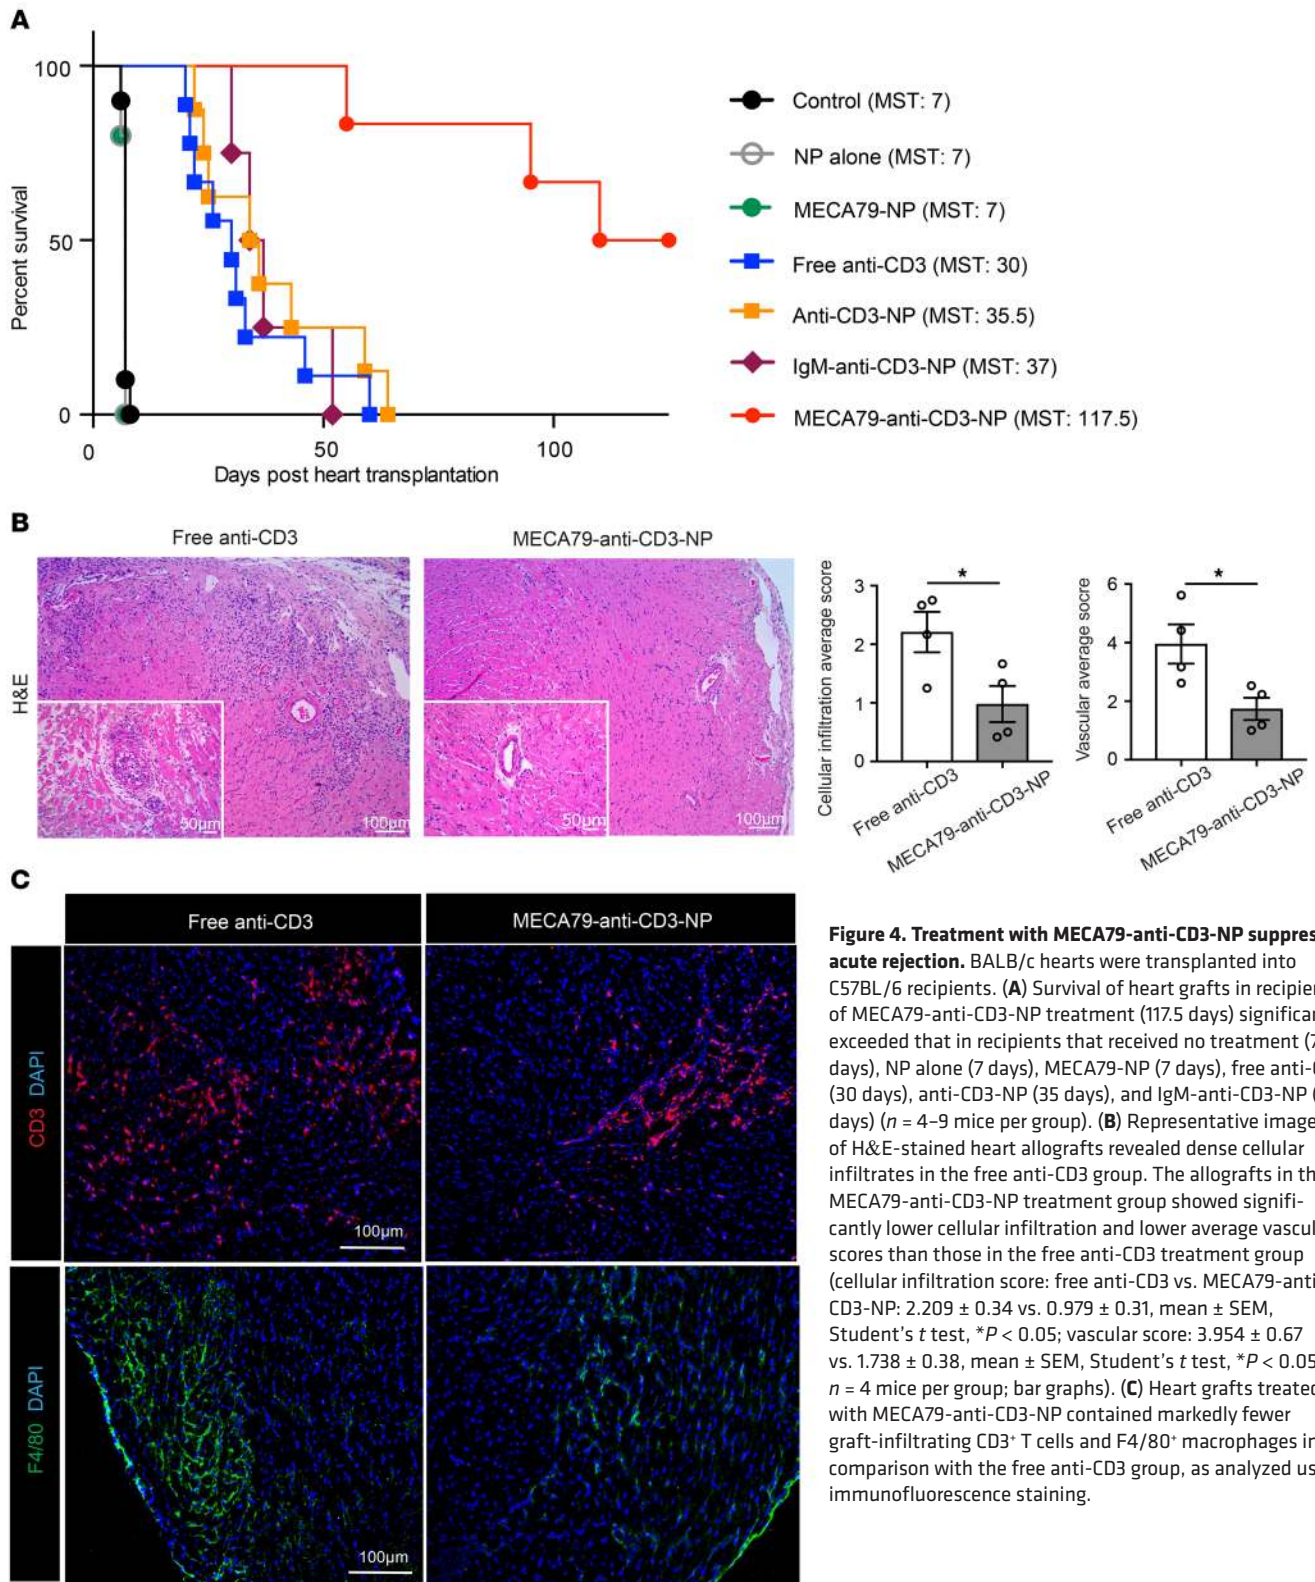 A
100
50
0
Percent survival
0
50
100
Days post heart transplantation
Control (MST: 7)
NP alone (MST: 7)
MECA79-NP (MST: 7)
Free anti-CD3 (MST: 30)
Anti-CD3-NP (MST: 35.5)
IgM-anti-CD3-NP (MST: 37)
MECA79-anti-CD3-NP (MST: 117.5)
B
Free anti-CD3
MECA79-anti-CD3-NP
H&E
50µm
100µm
50µm
100µm
Cellular infiltration average score
3
2
1
0
*
Free anti-CD3
MECA79-anti-CD3-NP
Vascular average socre
6
4
2
0
*
Free anti-CD3
MECA79-anti-CD3-NP
C
Free anti-CD3
MECA79-anti-CD3-NP
CD3 DAPI
100µm
F4/80 DAPI
100µm
Figure 4. Treatment with MECA79-anti-CD3-NP suppres
acute rejection. BALB/c hearts were transplanted into
C57BL/6 recipients. (A) Survival of heart grafts in recipien
of MECA79-anti-CD3-NP treatment (117.5 days) significan
exceeded that in recipients that received no treatment (7
days), NP alone (7 days), MECA79-NP (7 days), free anti-C
(30 days), anti-CD3-NP (35 days), and IgM-anti-CD3-NP (
days) (n = 4–9 mice per group). (B) Representative image
of H&E-stained heart allografts revealed dense cellular
infiltrates in the free anti-CD3 group. The allografts in th
MECA79-anti-CD3-NP treatment group showed signifi-
cantly lower cellular infiltration and lower average vascul
scores than those in the free anti-CD3 treatment group
(cellular infiltration score: free anti-CD3 vs. MECA79-anti
CD3-NP: 2.209 ± 0.34 vs. 0.979 ± 0.31, mean ± SEM,
Student's t test, *P < 0.05; vascular score: 3.954 ± 0.67
vs. 1.738 ± 0.38, mean ± SEM, Student's t test, *P < 0.05
n = 4 mice per group; bar graphs). (C) Heart grafts treated
with MECA79-anti-CD3-NP contained markedly fewer
graft-infiltrating CD3⁺ T cells and F4/80⁺ macrophages in
comparison with the free anti-CD3 group, as analyzed us
immunofluorescence staining.